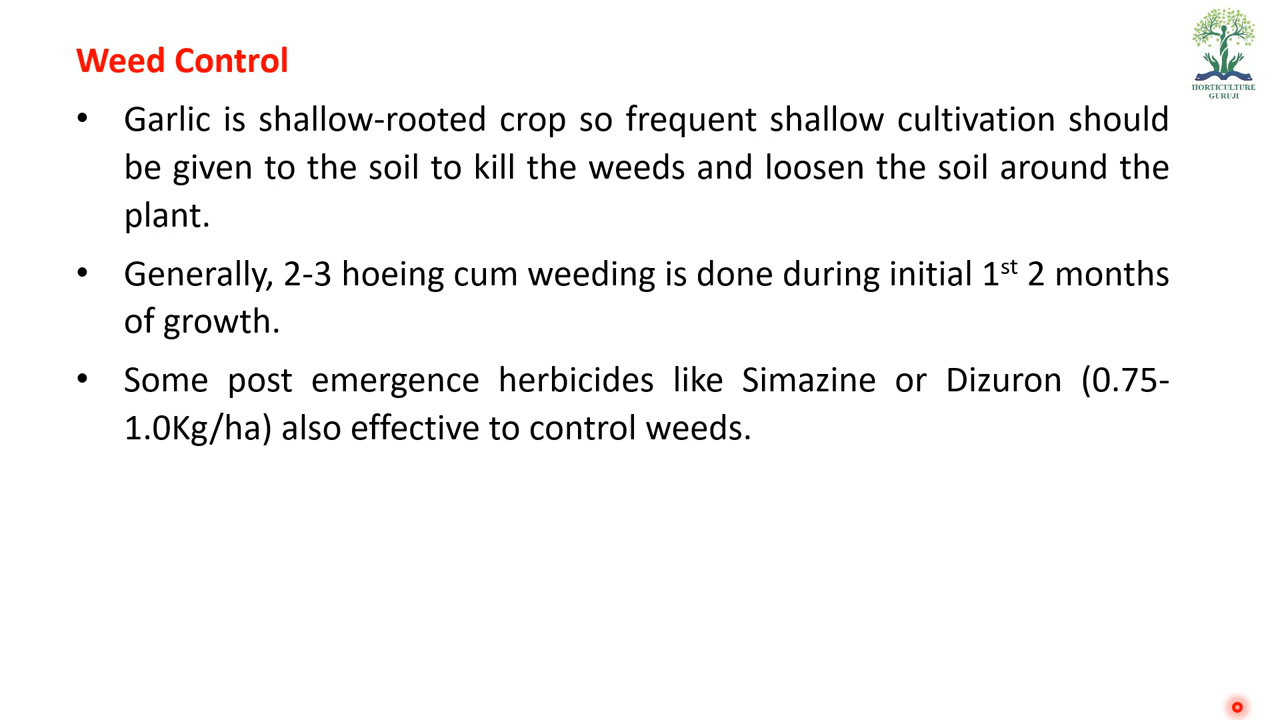 Weed Control
HORTICULTURE
GURUJI
• Garlic is shallow-rooted crop so frequent shallow cultivation should
be given to the soil to kill the weeds and loosen the soil around the
plant.
• Generally, 2-3 hoeing cum weeding is done during initial 1st 2 months
of growth.
• Some post emergence herbicides like Simazine or Dizuron (0.75-
1.0Kg/ha) also effective to control weeds.